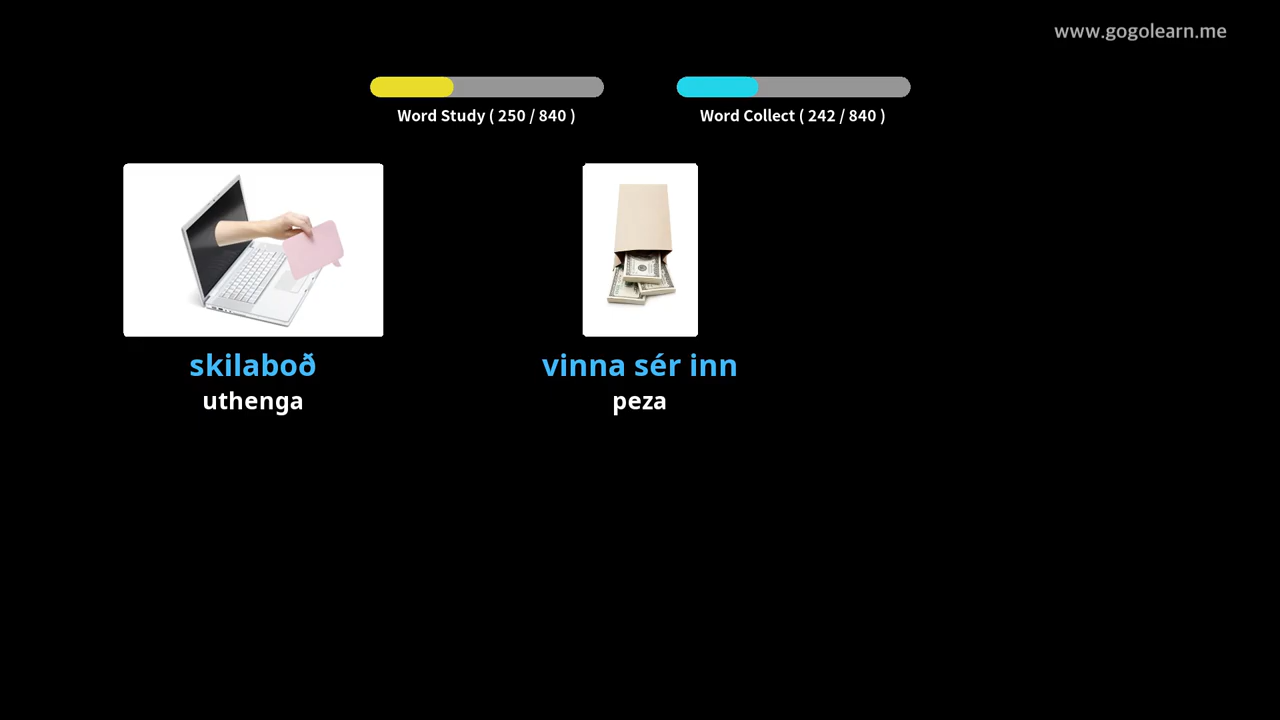 www.gogolearn.me
Word Study ( 250 / 840 )
Word Collect ( 242 / 840 )
skilaboð
uthenga
vinna sér inn
peza